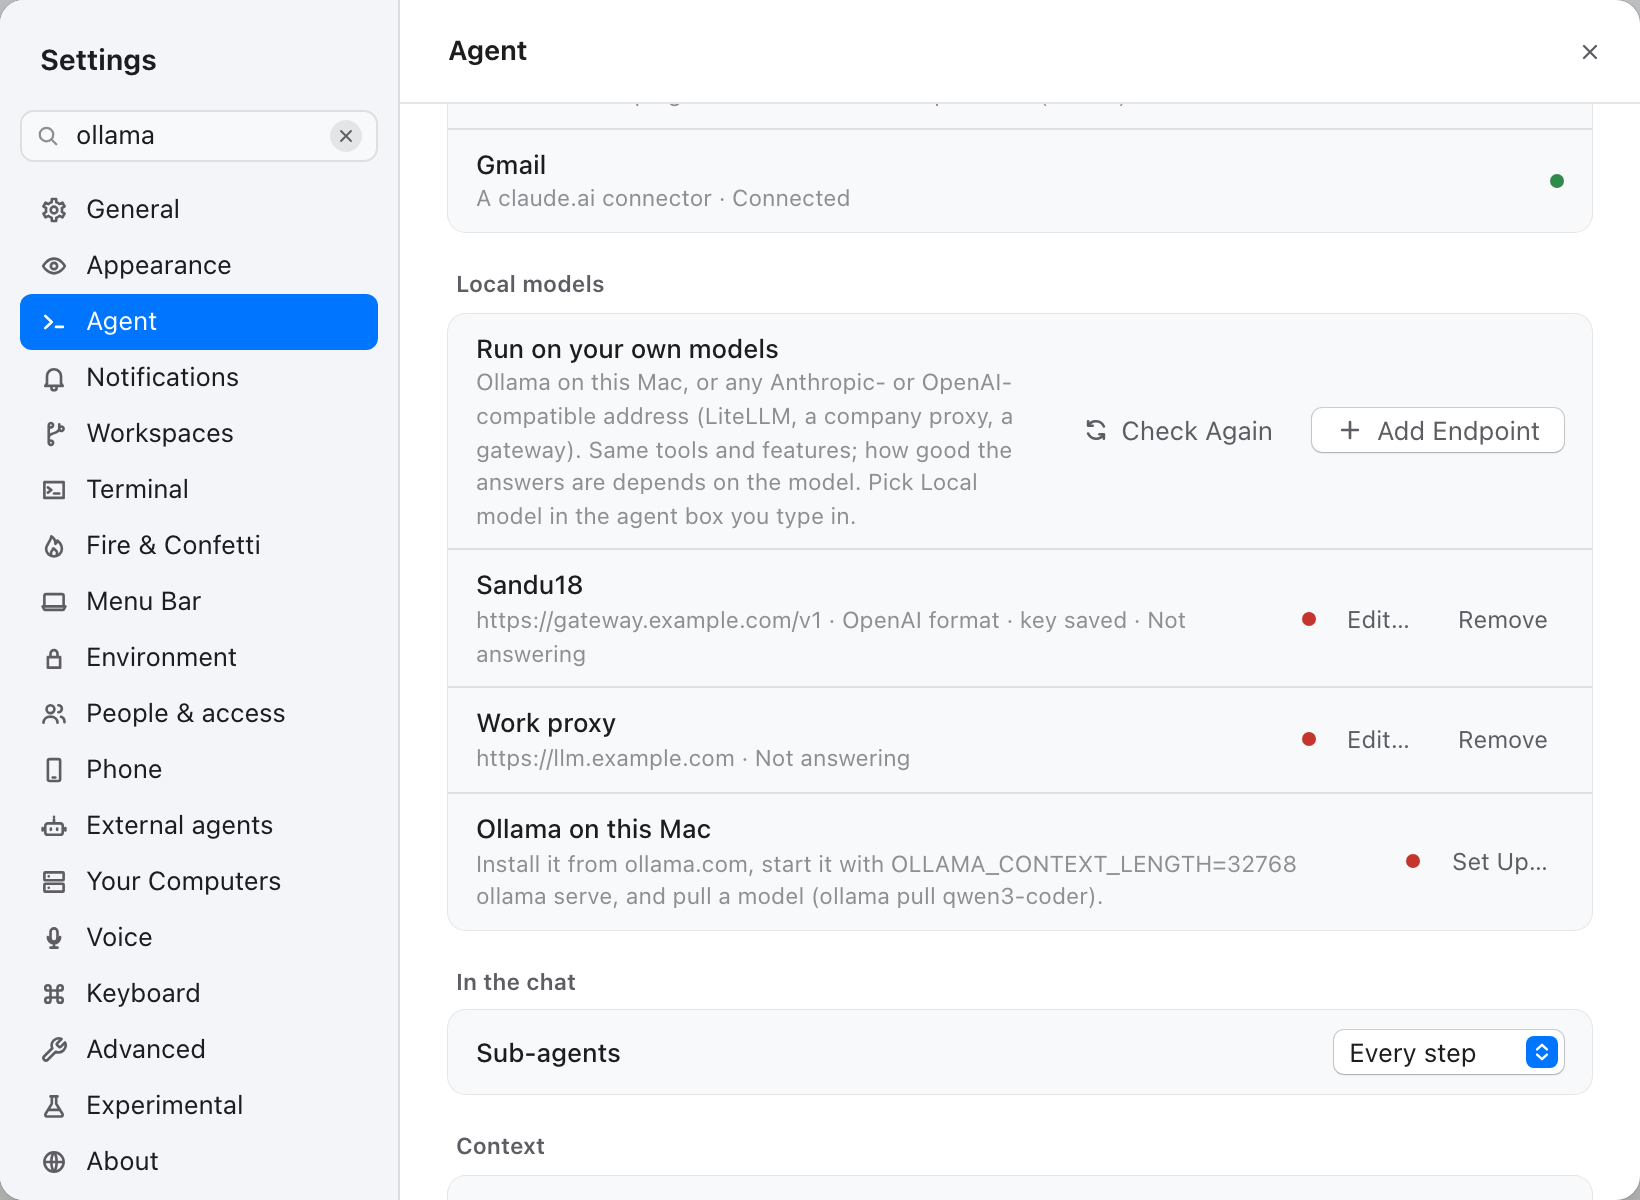 Settings
ollama
General
Appearance
Agent
Notifications
Workspaces
Terminal
Fire & Confetti
Menu Bar
Environment
People & access
Phone
External agents
Your Computers
Voice
Keyboard
Advanced
Experimental
About
Agent
Gmail
A claude.ai connector · Connected
Local models
Run on your own models
Ollama on this Mac, or any Anthropic- or OpenAI-
compatible address (LiteLLM, a company proxy, a
gateway). Same tools and features; how good the
answers are depends on the model. Pick Local
model in the agent box you type in.
Check Again
Add Endpoint
Sandu18
https://gateway.example.com/v1 · OpenAI format · key saved · Not
answering
Edit...
Remove
Work proxy
https://llm.example.com · Not answering
Edit...
Remove
Ollama on this Mac
Install it from ollama.com, start it with OLLAMA_CONTEXT_LENGTH=32768
ollama serve, and pull a model (ollama pull qwen3-coder).
Set Up...
In the chat
Sub-agents
Every step
Context